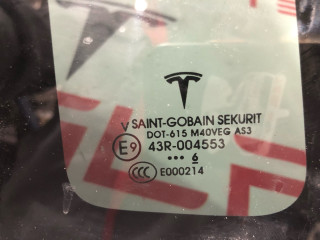 V SAINT-GOBAIN SEKURIT
DOT-615 M40VEG AS3
E9 43R-004553
••• 6
CCC E000214